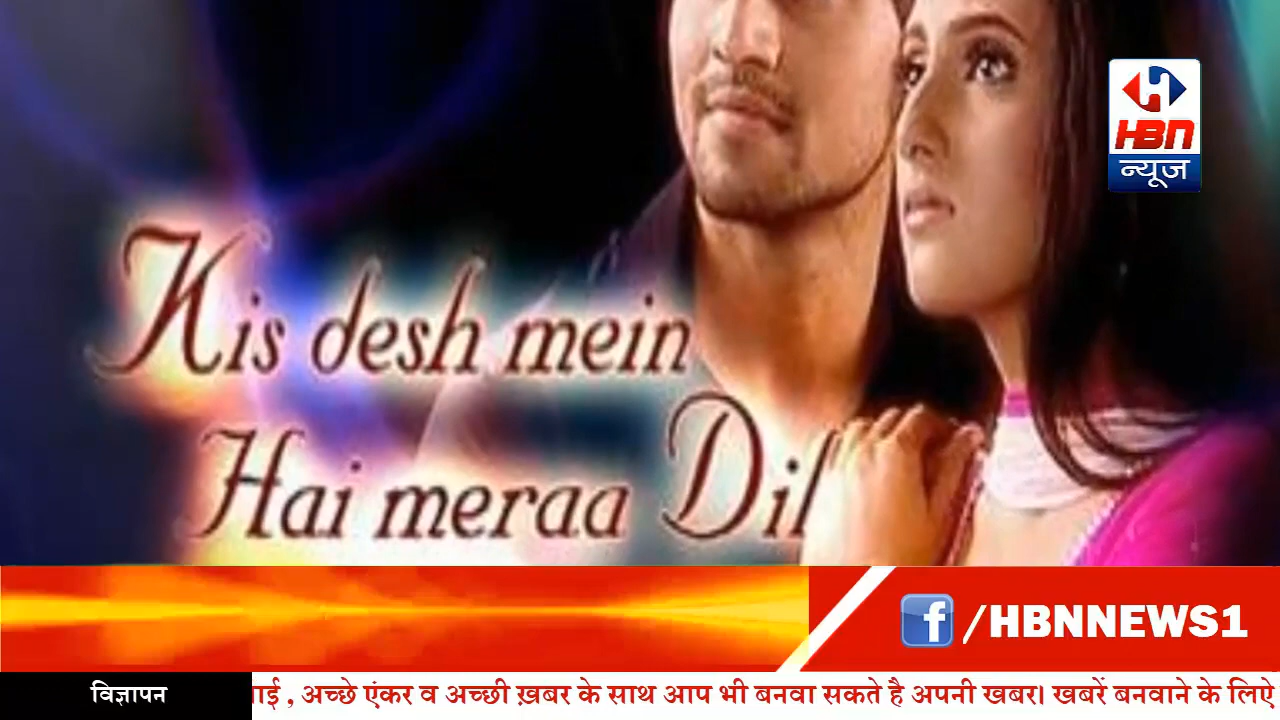 HBN
न्यूज
Kis desh mein
Hai meraa Dil
f/HBNNEWS1
विज्ञापन
, अच्छे एंकर व अच्छी ख़बर के साथ आप भी बनवा सकते है अपनी खबर। खबरें बनवाने के लिए